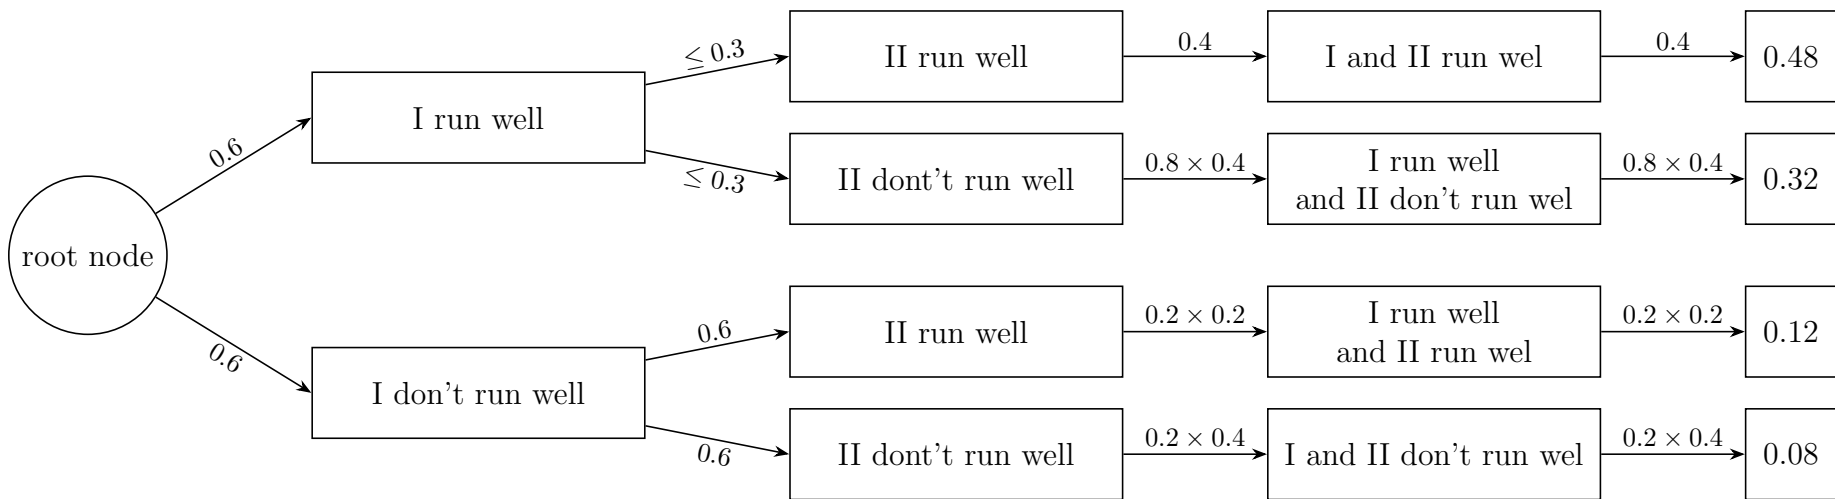 root node
0.6
0.6
I run well
I don't run well
≤ 0.3
≤ 0.3
0.6
0.6
II run well
0.4
I and II run wel
0.4
0.48
II dont't run well
0.8 × 0.4
I run well
and II don't run wel
0.8 × 0.4
0.32
II run well
0.2 × 0.2
I run well
and II run wel
0.2 × 0.2
0.12
II dont't run well
0.2 × 0.4
I and II don't run wel
0.2 × 0.4
0.08